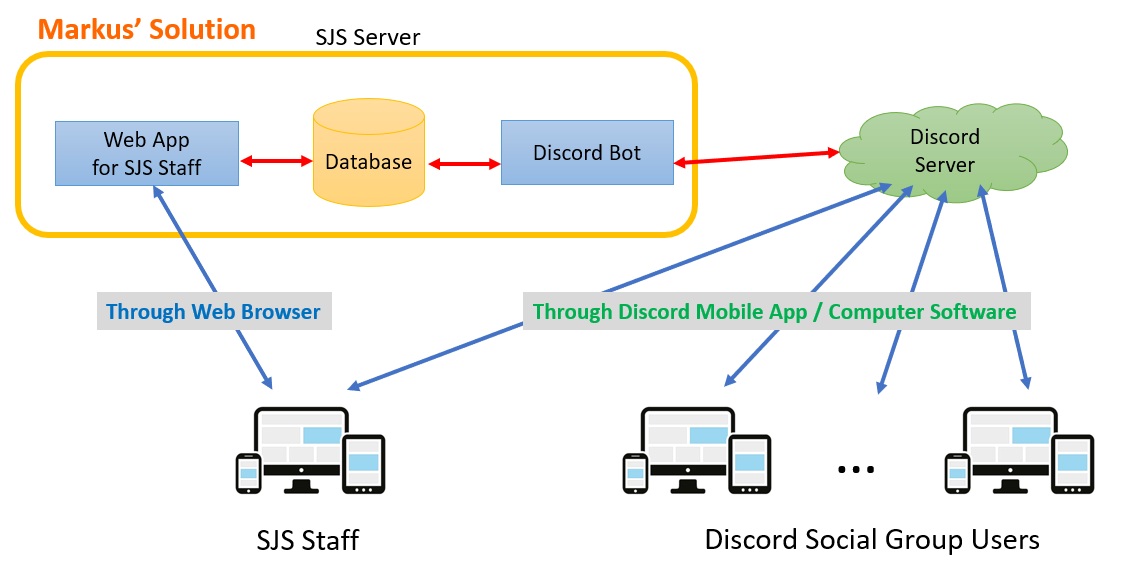 Markus’ Solution
SJS Server
Web App
for SJS Staff
Database
Discord Bot
Discord
Server
Through Web Browser
Through Discord Mobile App / Computer Software
...
SJS Staff
Discord Social Group Users